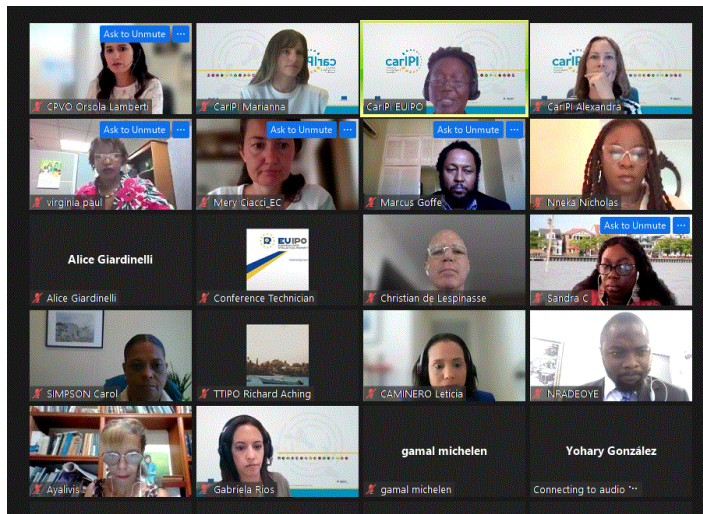 Ask to Unmute
CPVO Orsola Lamberti
carIPI
CarIPI Marianna
carIPI
CarIPI EUIPO
CarIPI Alexandra
Ask to Unmute
virginia paul
Ask to Unmute
Mery Ciacci_EC
Ask to Unmute
Marcus Goffe
Nneka Nicholas
Alice Giardinelli
Alice Giardinelli
EUIPO
Conference Technician
Christian de Lespinasse
Ask to Unmute
Sandra C
SIMPSON Carol
TTIPO Richard Aching
CAMINERO Leticia
NRADEOYE
Ayalivis
Gabriela Rios
gamal michelen
gamal michelen
Yohary González
Connecting to audio ···